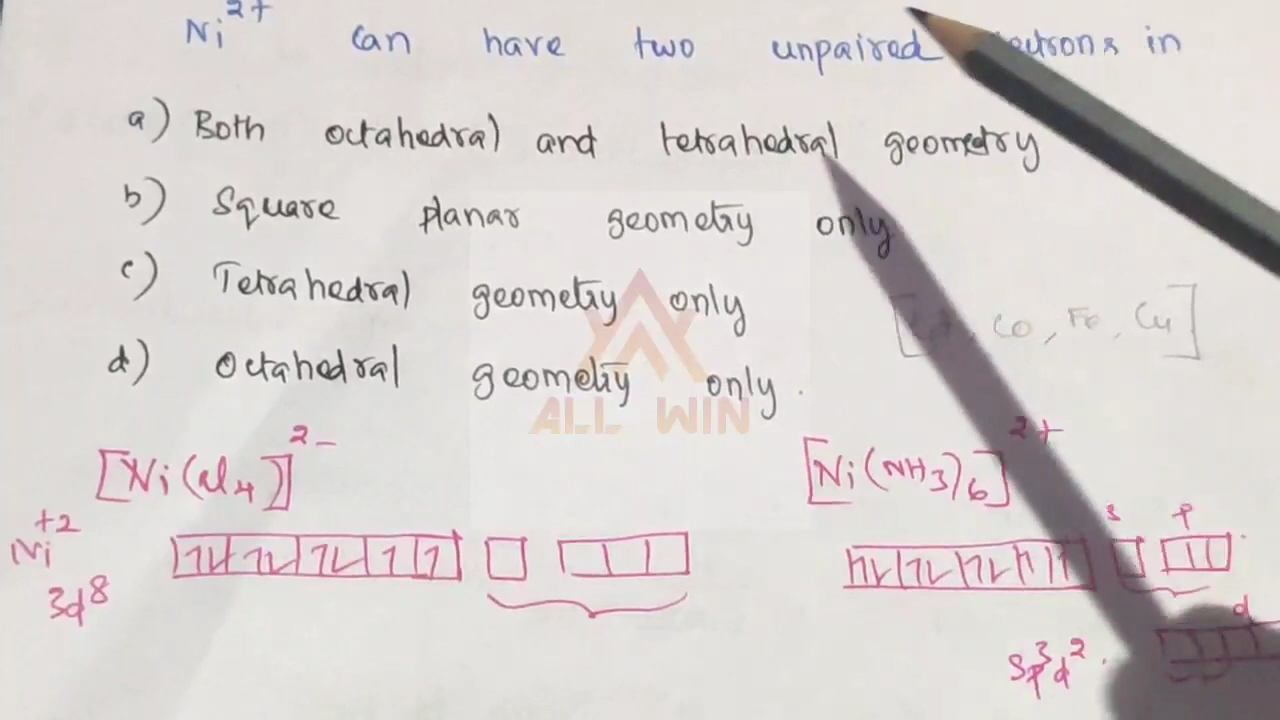 Ni²⁺ can have two unpaired in
a) Both octahedral and tetrahedral geometry
b) Square planar geometry only
c) Tetrahedral geometry only
[ , Co, Fe, Cu]
d) Octahedral geometry only.
ALL WIN
[Ni(Cl₄)]²⁻ [Ni(NH₃)₆]²⁺
Ni⁺² s p
3d⁸ d
sp³d².